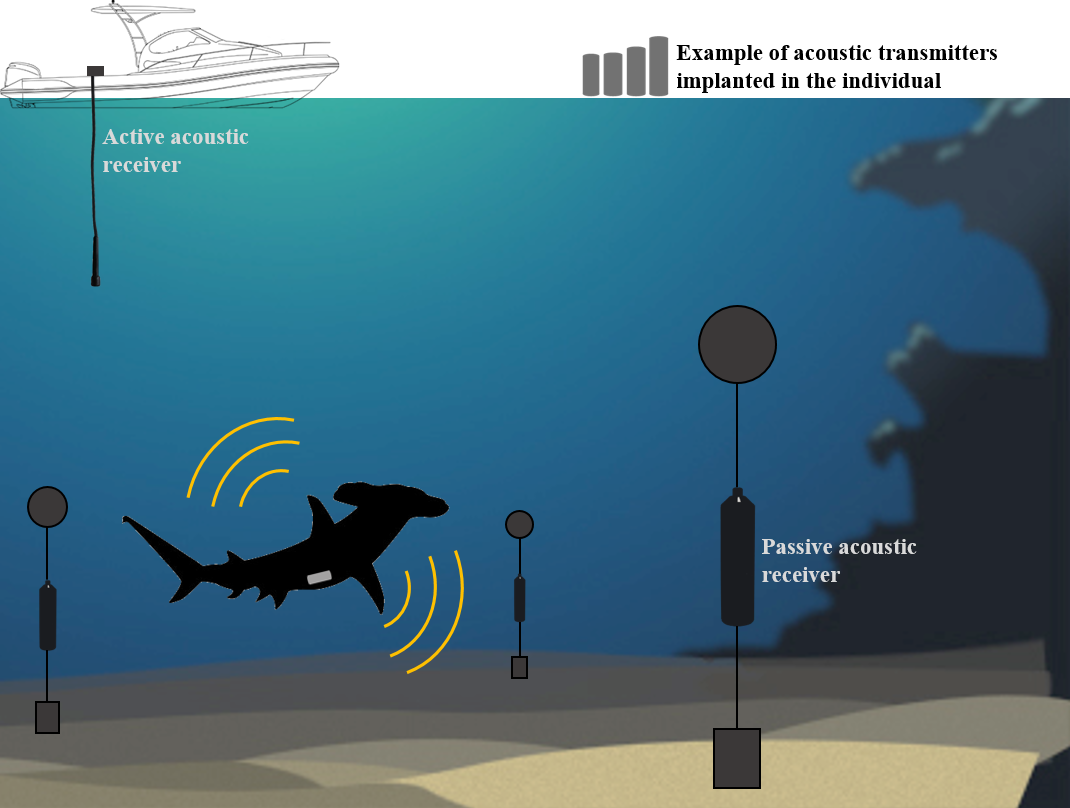 Example of acoustic transmitters
implanted in the individual
Active acoustic
receiver
Passive acoustic
receiver